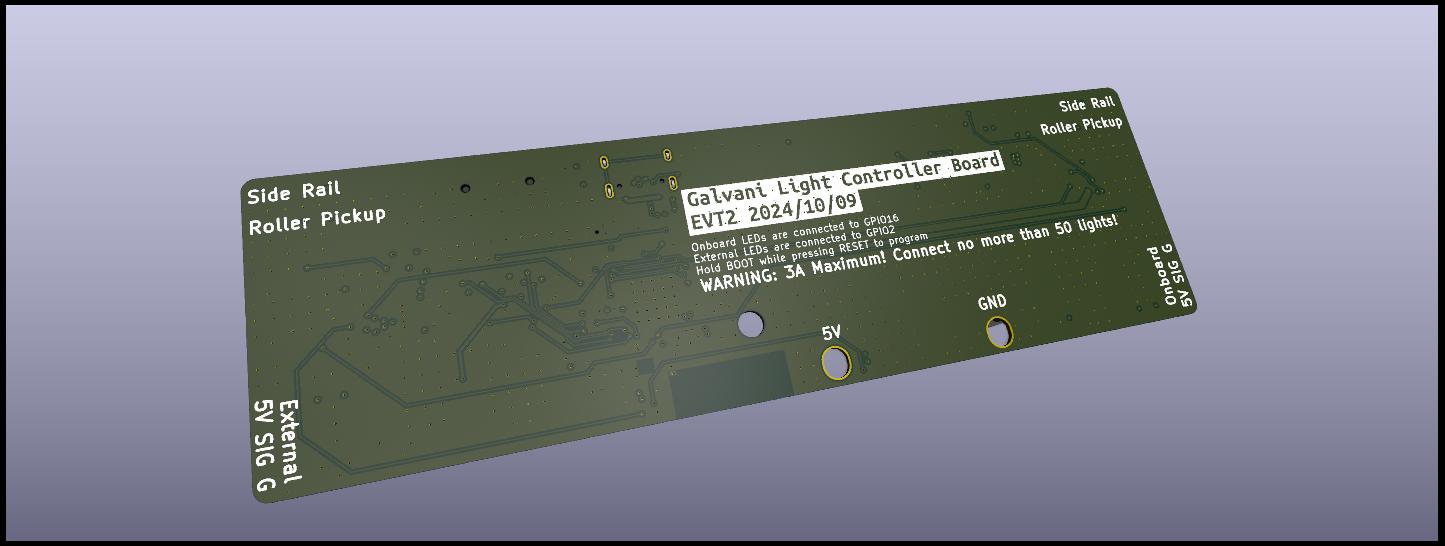 Side Rail
Roller Pickup
Side Rail
Roller Pickup
Galvani Light Controller Board
EVT2 2024/10/09
Onboard LEDs are connected to GPIO16
External LEDs are connected to GPIO2
Hold BOOT while pressing RESET to program
WARNING: 3A Maximum! Connect no more than 50 lights!
5V
GND
External
5V SIG G
Onboard
5V SIG G